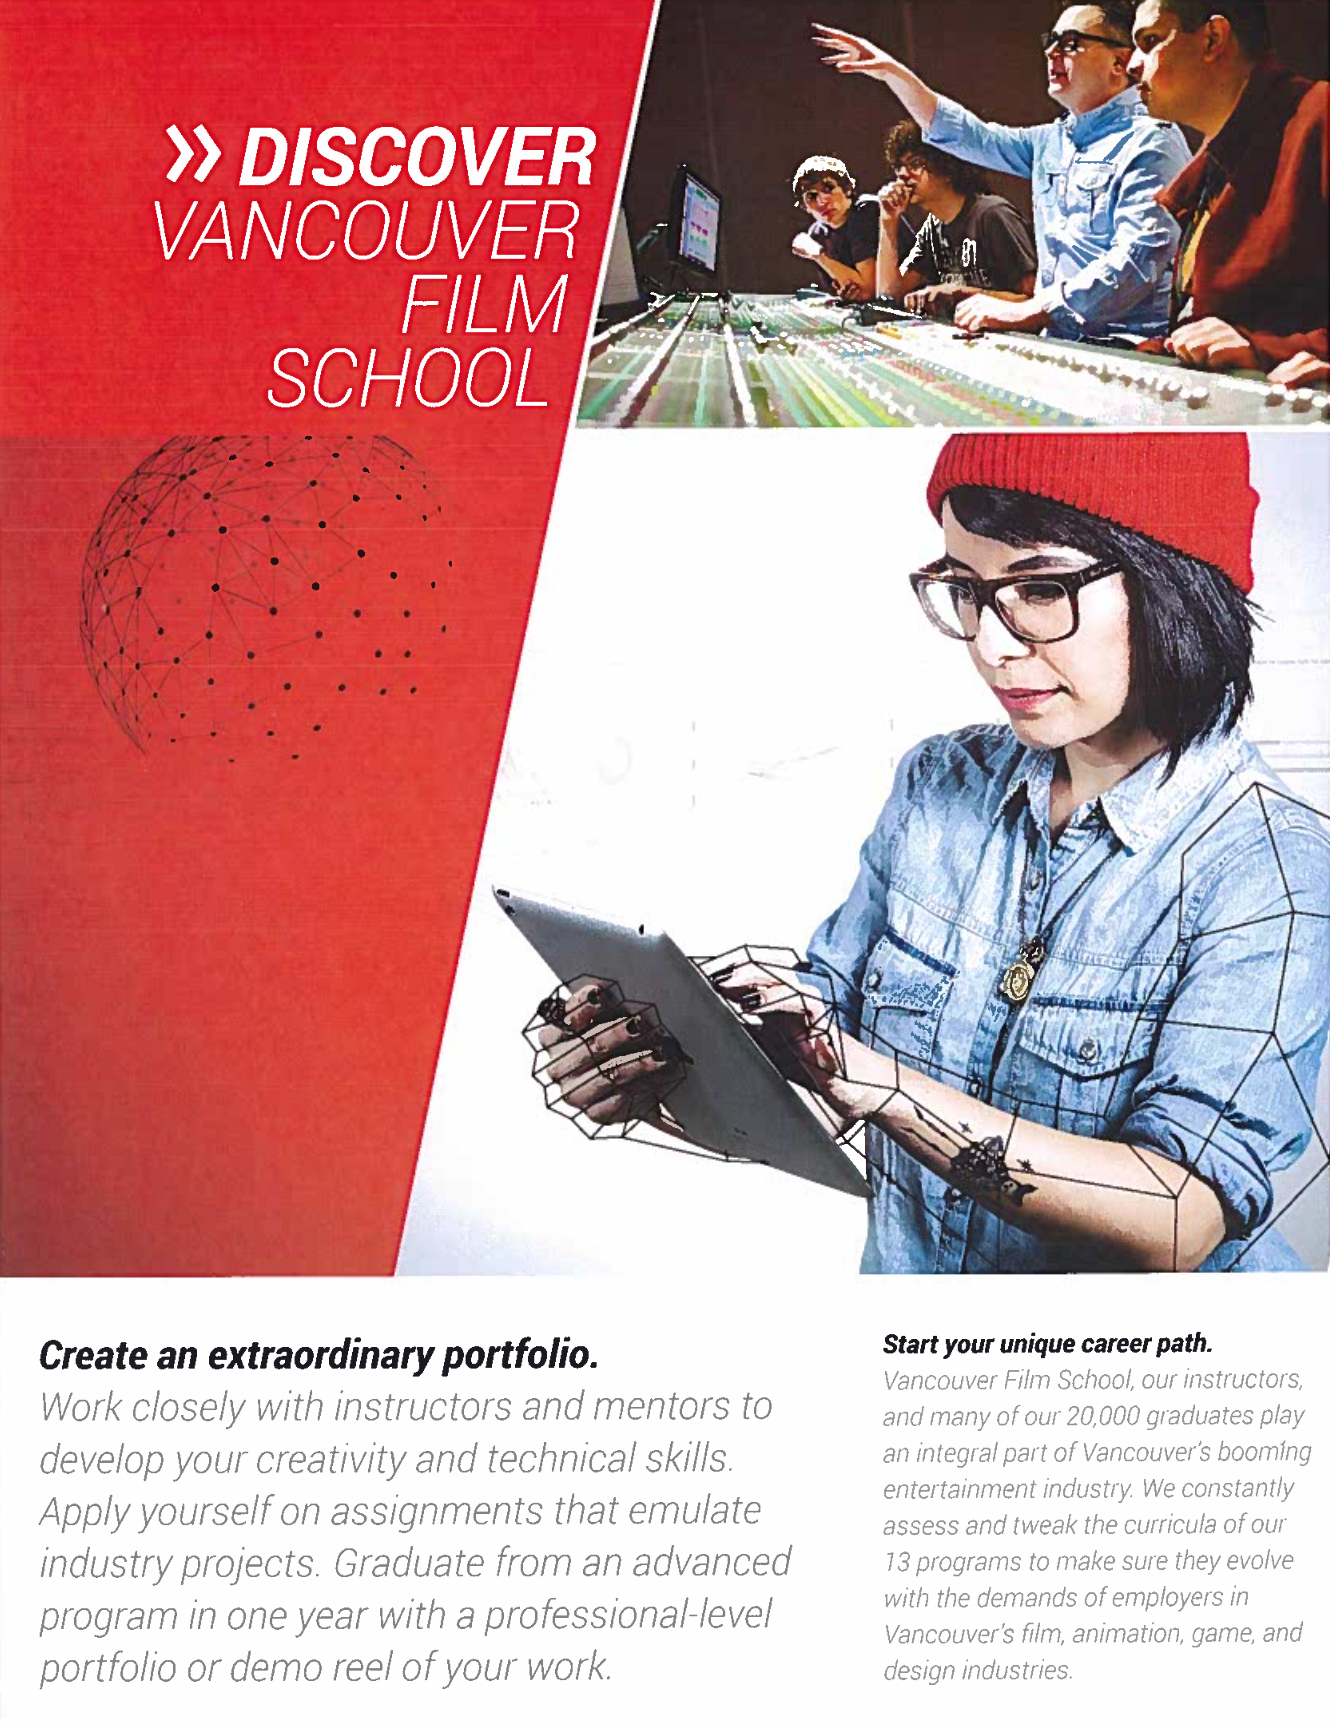 » DISCOVER
VANCOUVER
FILM
SCHOOL
Create an extraordinary portfolio.
Work closely with instructors and mentors to
develop your creativity and technical skills.
Apply yourself on assignments that emulate
industry projects. Graduate from an advanced
program in one year with a professional-level
portfolio or demo reel of your work.
Start your unique career path.
Vancouver Film School, our instructors,
and many of our 20,000 graduates play
an integral part of Vancouver's booming
entertainment industry. We constantly
assess and tweak the curricula of our
13 programs to make sure they evolve
with the demands of employers in
Vancouver's film, animation, game, and
design industries.